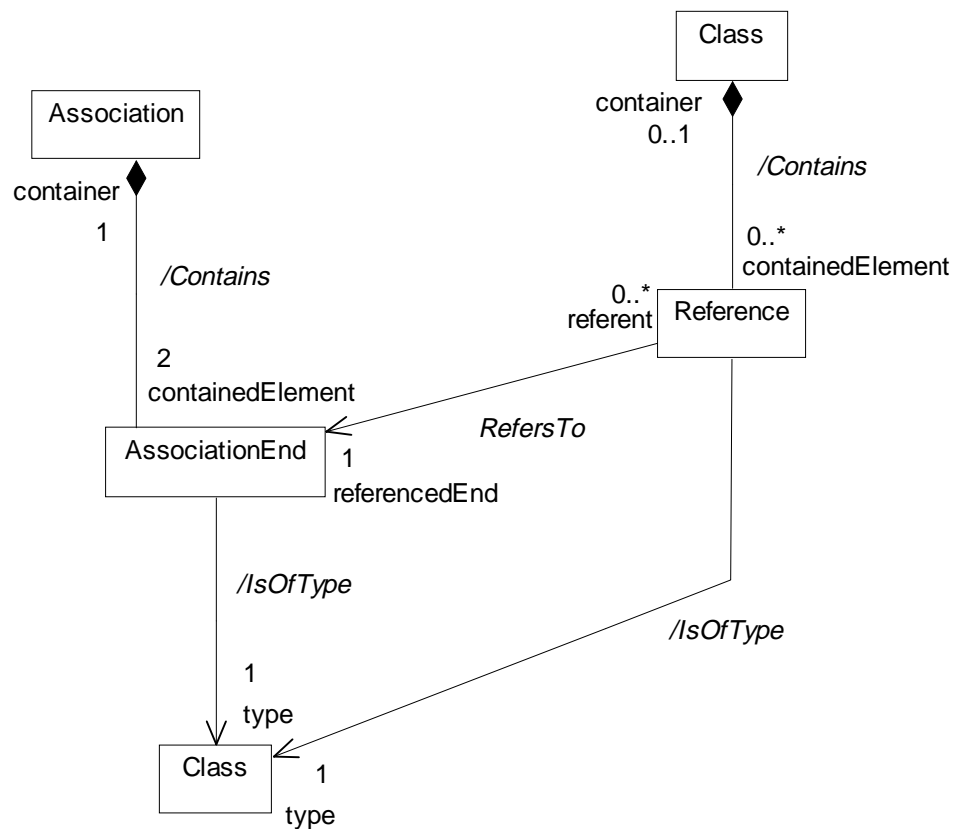 Class
container
0..1
/Contains
0..*
containedElement
Reference
Association
container
1
/Contains
2
containedElement
AssociationEnd
0..*
referent
RefersTo
1
referencedEnd
/IsOfType
1
type
/IsOfType
1
type
Class